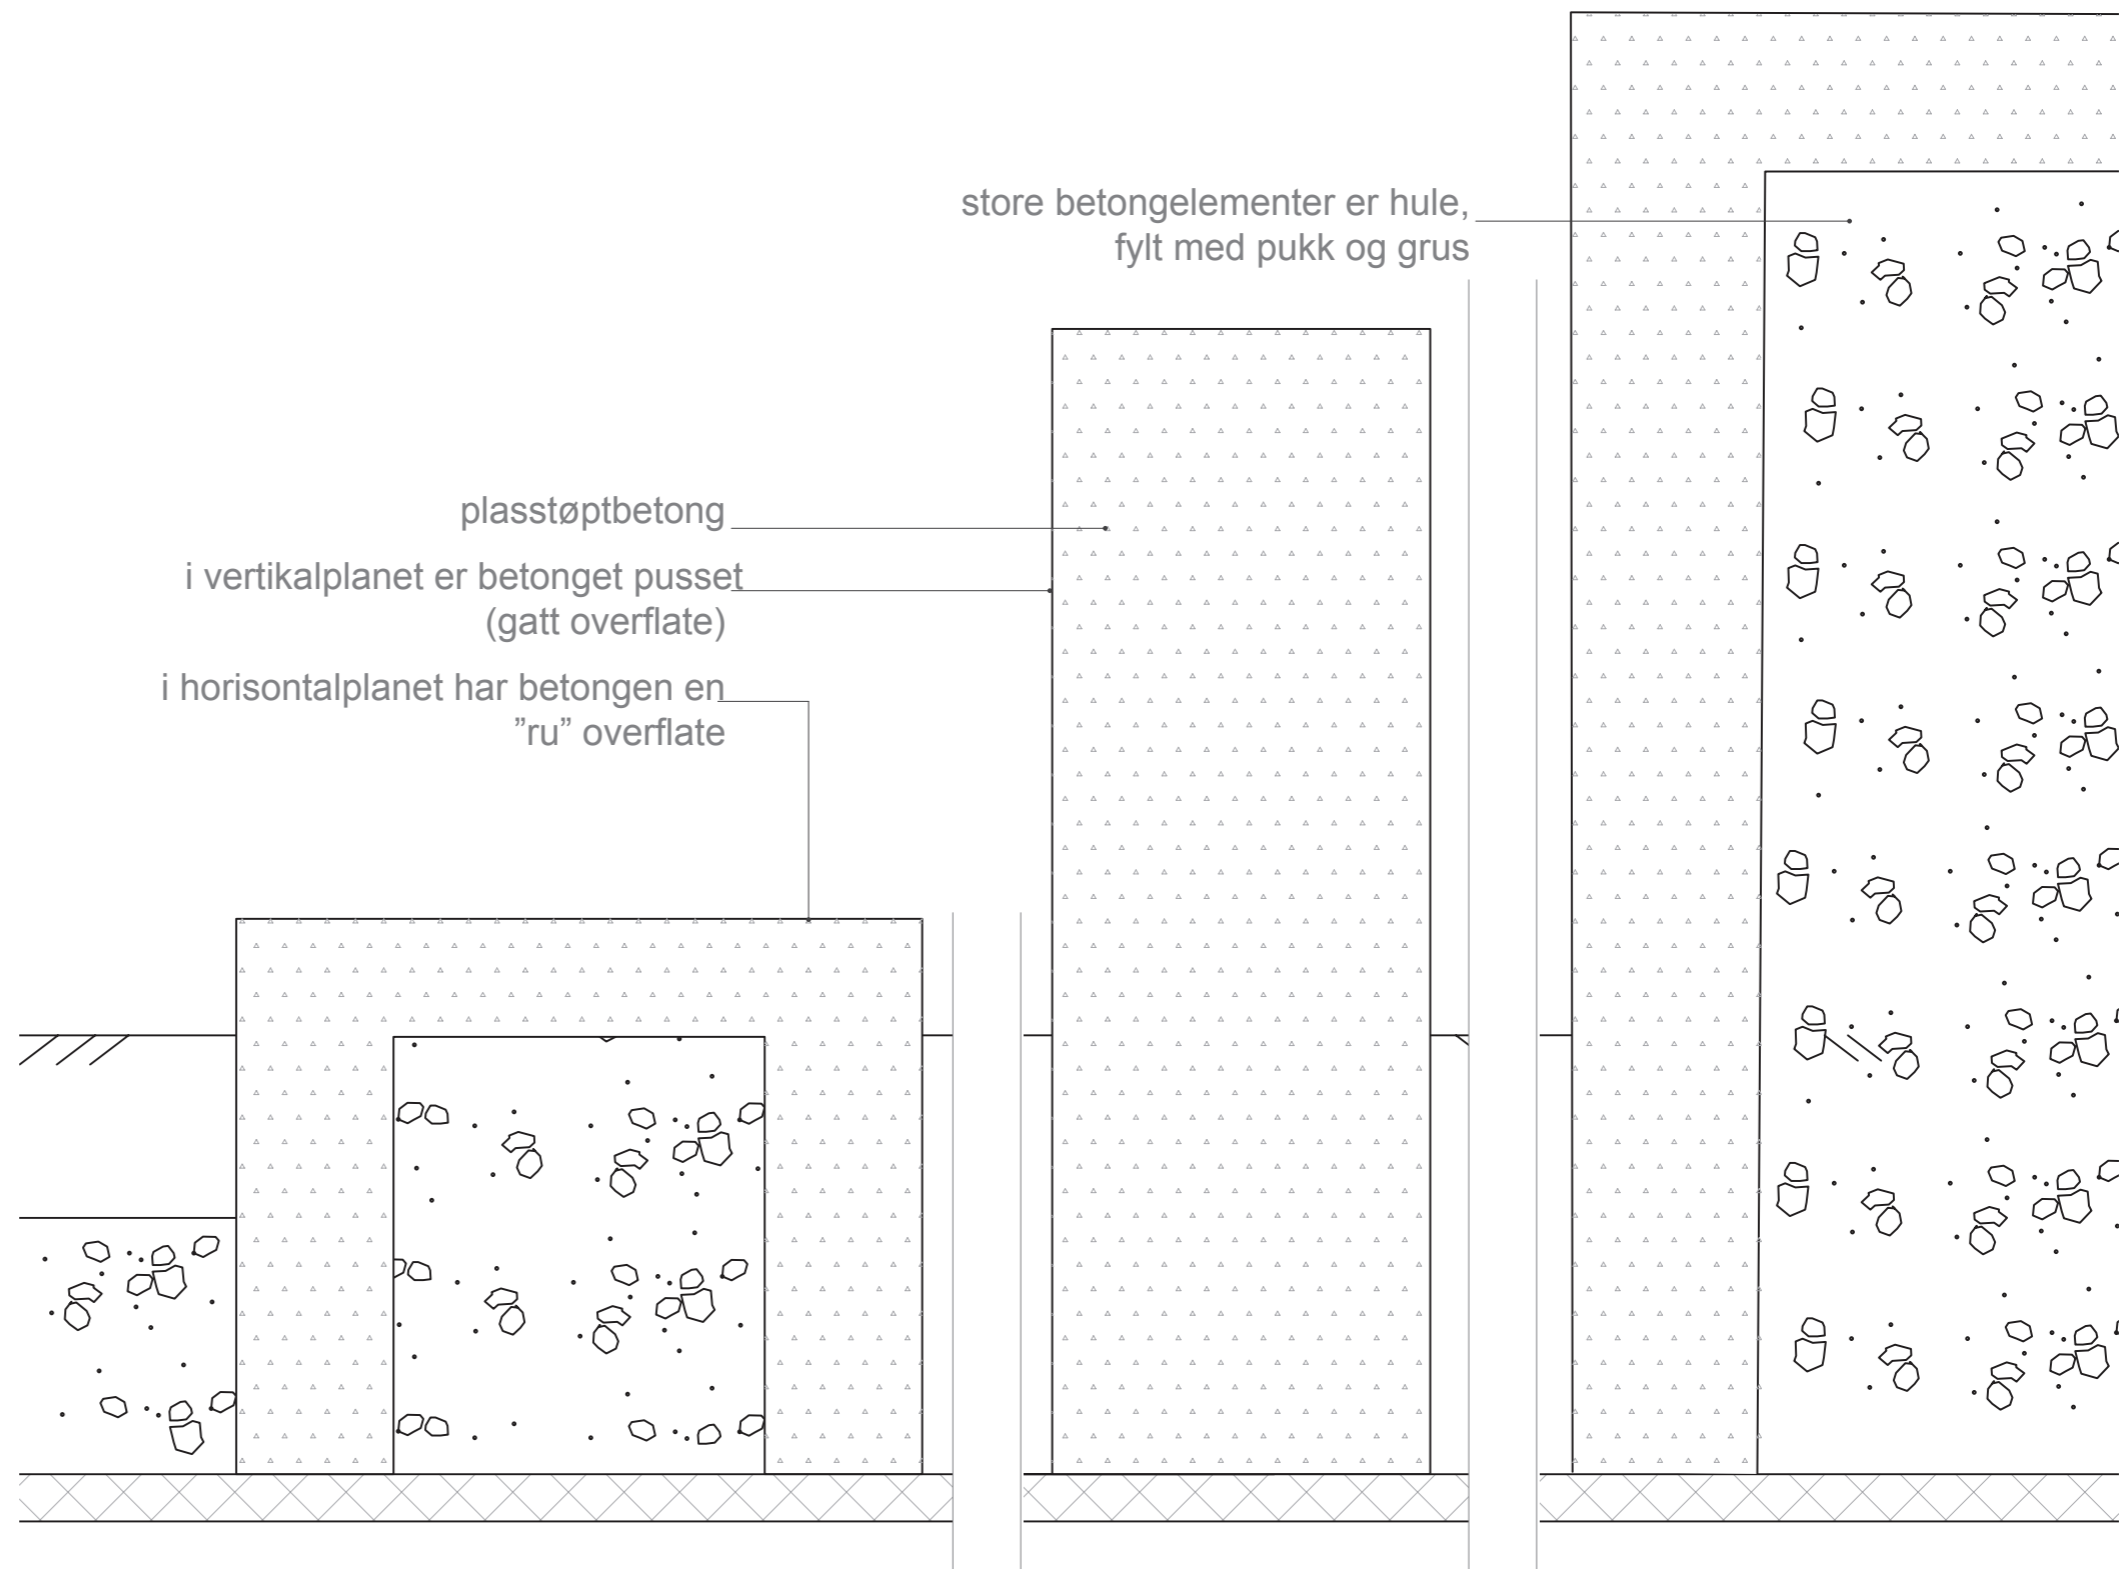 store betongelementer er hule,
fylt med pukk og grus
plasstøptbetong
i vertikalplanet er betonget pusset
(gatt overflate)
i horisontalplanet har betongen en
”ru” overflate